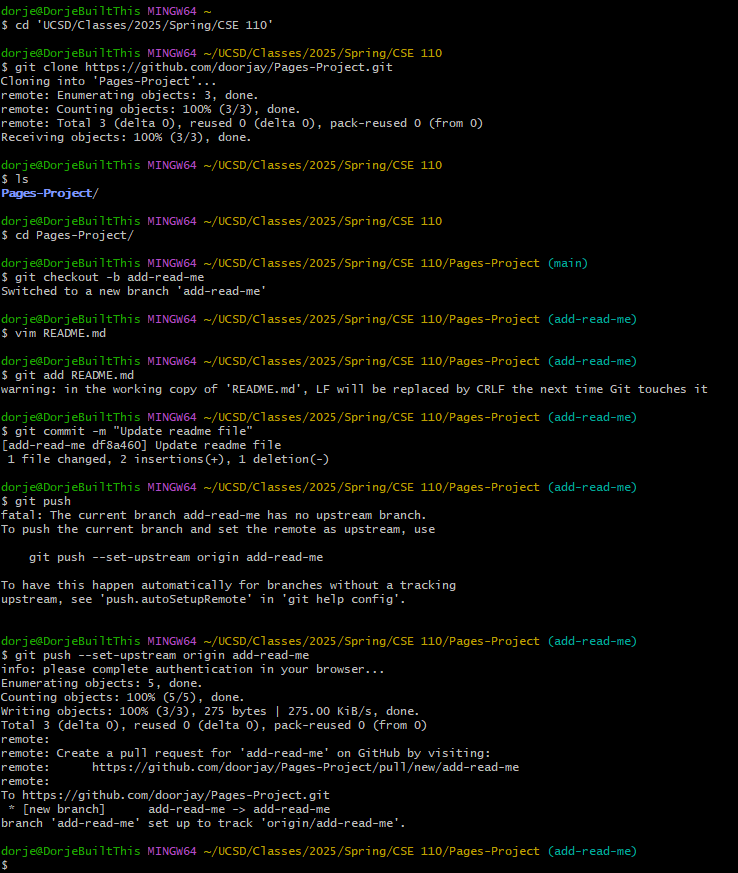 dorje@DorjeBuiltThis MINGW64 ~
$ cd 'UCSD/Classes/2025/Spring/CSE 110'

dorje@DorjeBuiltThis MINGW64 ~/UCSD/Classes/2025/Spring/CSE 110
$ git clone https://github.com/doorjay/Pages-Project.git
Cloning into 'Pages-Project'...
remote: Enumerating objects: 3, done.
remote: Counting objects: 100% (3/3), done.
remote: Total 3 (delta 0), reused 0 (delta 0), pack-reused 0 (from 0)
Receiving objects: 100% (3/3), done.

dorje@DorjeBuiltThis MINGW64 ~/UCSD/Classes/2025/Spring/CSE 110
$ ls
Pages-Project/

dorje@DorjeBuiltThis MINGW64 ~/UCSD/Classes/2025/Spring/CSE 110
$ cd Pages-Project/

dorje@DorjeBuiltThis MINGW64 ~/UCSD/Classes/2025/Spring/CSE 110/Pages-Project (main)
$ git checkout -b add-read-me
Switched to a new branch 'add-read-me'

dorje@DorjeBuiltThis MINGW64 ~/UCSD/Classes/2025/Spring/CSE 110/Pages-Project (add-read-me)
$ vim README.md

dorje@DorjeBuiltThis MINGW64 ~/UCSD/Classes/2025/Spring/CSE 110/Pages-Project (add-read-me)
$ git add README.md
warning: in the working copy of 'README.md', LF will be replaced by CRLF the next time Git touches it

dorje@DorjeBuiltThis MINGW64 ~/UCSD/Classes/2025/Spring/CSE 110/Pages-Project (add-read-me)
$ git commit -m "Update readme file"
[add-read-me df8a460] Update readme file
 1 file changed, 2 insertions(+), 1 deletion(-)

dorje@DorjeBuiltThis MINGW64 ~/UCSD/Classes/2025/Spring/CSE 110/Pages-Project (add-read-me)
$ git push
fatal: The current branch add-read-me has no upstream branch.
To push the current branch and set the remote as upstream, use

    git push --set-upstream origin add-read-me

To have this happen automatically for branches without a tracking
upstream, see 'push.autoSetupRemote' in 'git help config'.

dorje@DorjeBuiltThis MINGW64 ~/UCSD/Classes/2025/Spring/CSE 110/Pages-Project (add-read-me)
$ git push --set-upstream origin add-read-me
info: please complete authentication in your browser...
Enumerating objects: 5, done.
Counting objects: 100% (5/5), done.
Writing objects: 100% (3/3), 275 bytes | 275.00 KiB/s, done.
Total 3 (delta 0), reused 0 (delta 0), pack-reused 0 (from 0)
remote:
remote: Create a pull request for 'add-read-me' on GitHub by visiting:
remote:      https://github.com/doorjay/Pages-Project/pull/new/add-read-me
remote:
To https://github.com/doorjay/Pages-Project.git
 * [new branch]      add-read-me -> add-read-me
branch 'add-read-me' set up to track 'origin/add-read-me'.

dorje@DorjeBuiltThis MINGW64 ~/UCSD/Classes/2025/Spring/CSE 110/Pages-Project (add-read-me)
$